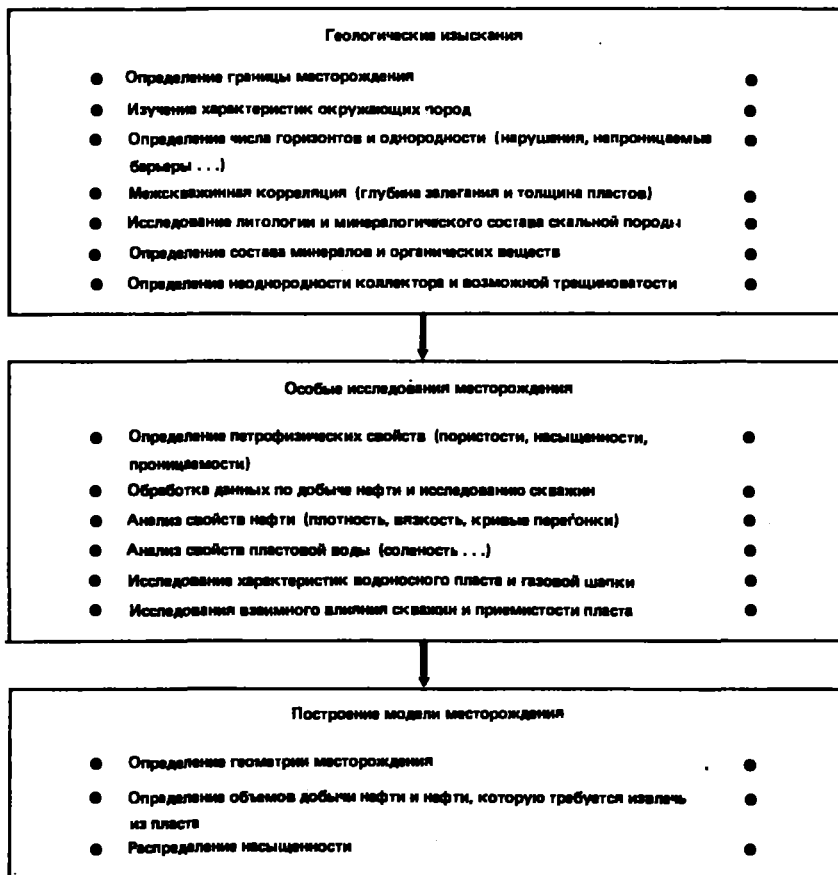 Геологические изыскания
● Определение границы месторождения ●
● Изучение характеристик окружающих пород ●
● Определение числа горизонтов и однородности (нарушения, непроницаемые ●
барьеры . . .)
● Межскважинная корреляция (глубина залегания и толщина пластов) ●
● Исследование литологии и минералогического состава скальной породы ●
● Определение состава минералов и органических веществ ●
● Определение неоднородности коллектора и возможной трещиноватости ●
Особые исследования месторождения
● Определение петрофизических свойств (пористости, насыщенности, ●
проницаемости)
● Обработка данных по добыче нефти и исследованию скважин ●
● Анализ свойств нефти (плотность, вязкость, кривые перегонки) ●
● Анализ свойств пластовой воды (соленость . . .) ●
● Исследование характеристик водоносного пласта и газовой шапки ●
● Исследования взаимного влияния скважин и приемистости пласта ●
Построение модели месторождения
● Определение геометрии месторождения ●
● Определение объемов добычи нефти и нефти, которую требуется извлечь ●
из пласта
● Распределение насыщенности ●